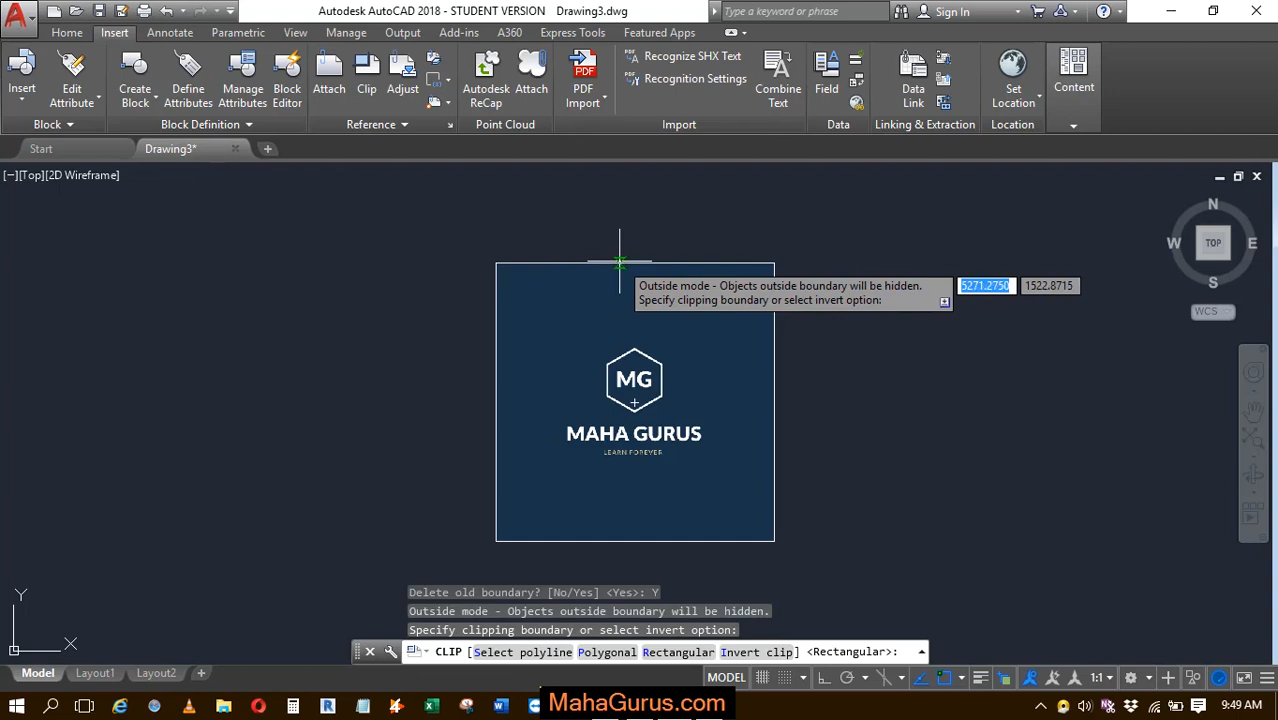 Autodesk AutoCAD 2018 - STUDENT VERSION Drawing3.dwg
Type a keyword or phrase
Sign In
Home Insert Annotate Parametric View Manage Output Add-ins A360 Express Tools Featured Apps
Insert
Edit Attribute
Create Block
Define Attributes
Manage Attributes
Block Editor
Attach
Clip
Adjust
Autodesk ReCap
Attach
PDF Import
Recognize SHX Text
Recognition Settings
Combine Text
Field
Data Link
Set Location
Content
Block Block Definition Reference Point Cloud Import Data Linking & Extraction Location
Start Drawing3*
[−][Top][2D Wireframe]
N
W TOP E
S
WCS
Outside mode - Objects outside boundary will be hidden.
Specify clipping boundary or select invert option:
5271.2750 1522.8715
MG
MAHA GURUS
LEARN FOREVER
Y
X
Delete old boundary? [No/Yes] <Yes>: Y
Outside mode - Objects outside boundary will be hidden.
Specify clipping boundary or select invert option:
CLIP [Select polyline Polygonal Rectangular Invert clip] <Rectangular>:
Model Layout1 Layout2
MODEL 1:1
MahaGurus.com
9:49 AM